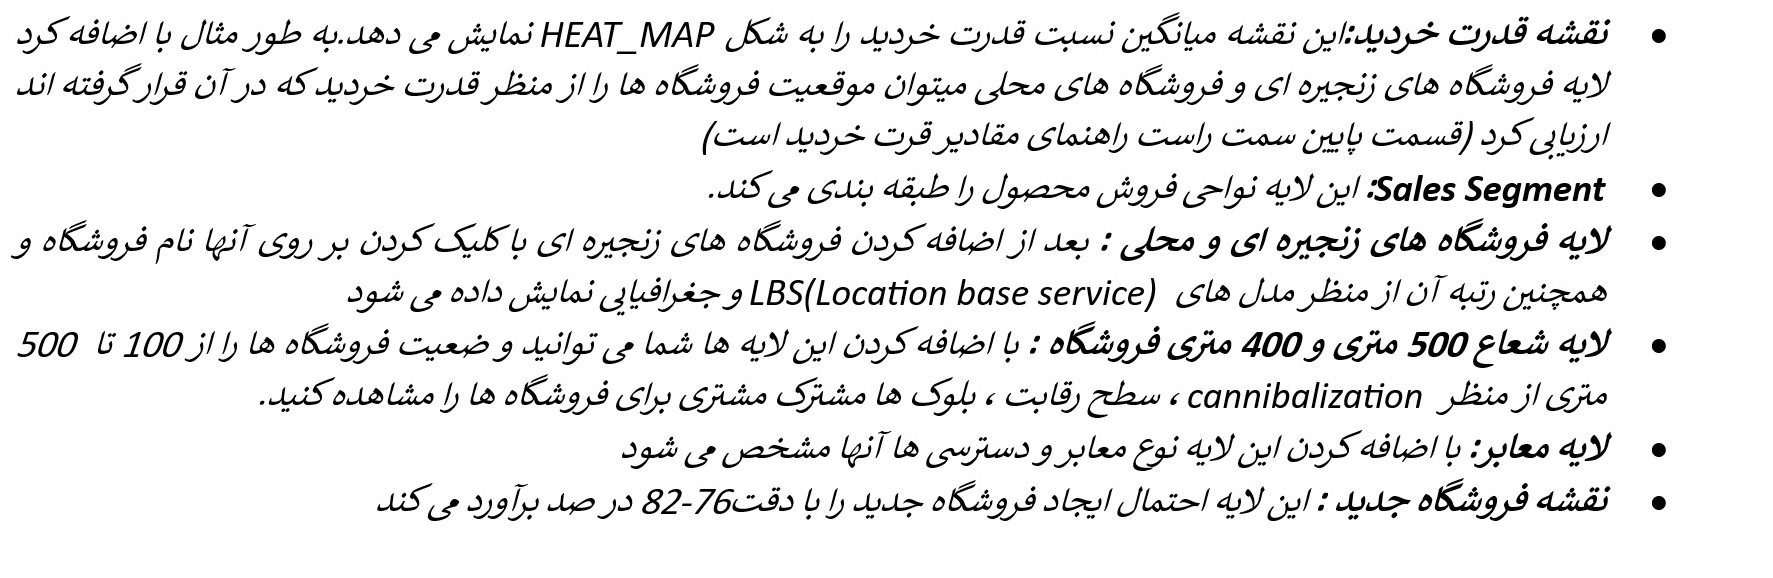 • نقشه قدرت خردید:این نقشه میانگین نسبت قدرت خردید را به شکل HEAT_MAP نمایش می دهد.به طور مثال با اضافه کرد
لایه فروشگاه های زنجیره ای و فروشگاه های محلی میتوان موقعیت فروشگاه ها را از منظر قدرت خردید که در آن قرار گرفته اند
ارزیابی کرد (قسمت پایین سمت راست راهنمای مقادیر قرت خردید است)
• Sales Segment: این لایه نواحی فروش محصول را طبقه بندی می کند.
• لایه فروشگاه های زنجیره ای و محلی : بعد از اضافه کردن فروشگاه های زنجیره ای با کلیک کردن بر روی آنها نام فروشگاه و
همچنین رتبه آن از منظر مدل های LBS(Location base service) و جغرافیایی نمایش داده می شود
• لایه شعاع 500 متری و 400 متری فروشگاه : با اضافه کردن این لایه ها شما می توانید و ضعیت فروشگاه ها را از 100 تا 500
متری از منظر cannibalization ، سطح رقابت ، بلوک ها مشترک مشتری برای فروشگاه ها را مشاهده کنید.
• لایه معابر: با اضافه کردن این لایه نوع معابر و دسترسی ها آنها مشخص می شود
• نقشه فروشگاه جدید : این لایه احتمال ایجاد فروشگاه جدید را با دقت76-82 در صد برآورد می کند